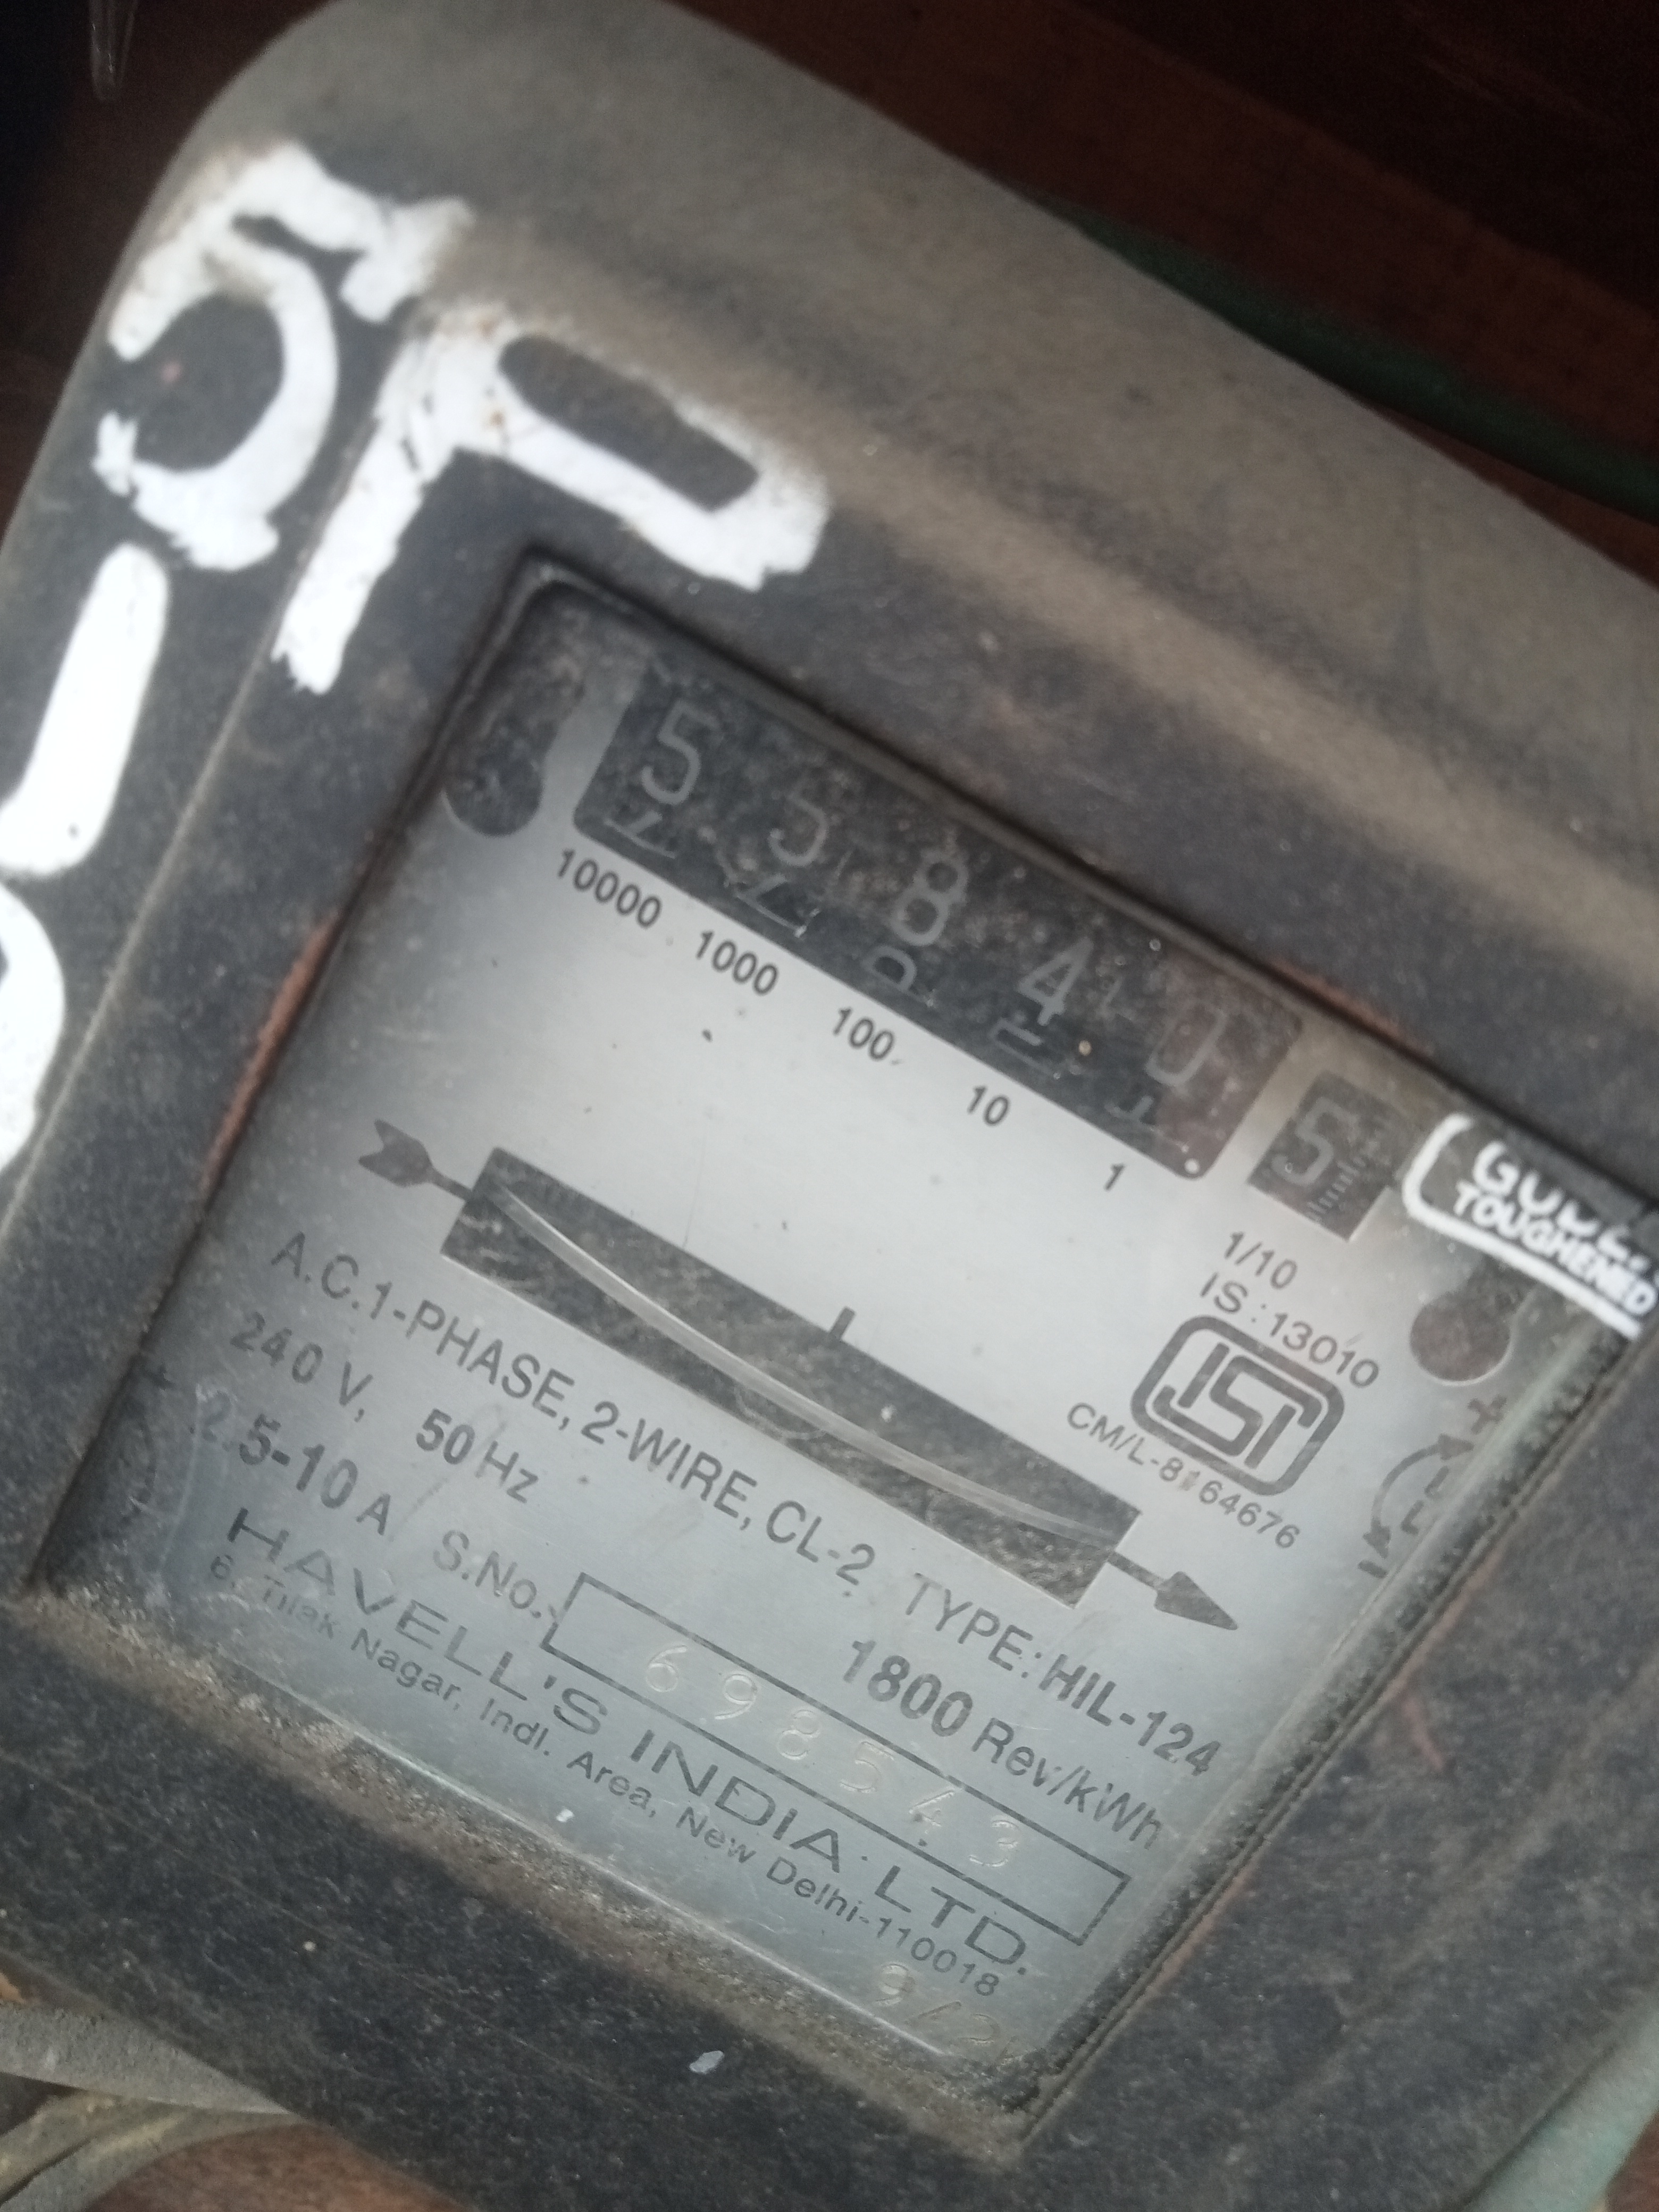 5 5 8 4 0 5
10000 1000 100 10 1
1/10
IS:13010
ISI
CM/L-8164676
TOUGHENED
A.C.1-PHASE, 2-WIRE, CL-2 TYPE:HIL-124
240 V, 50 Hz 1800 Rev/kWh
2.5-10 A S.No. 698543
HAVELL'S INDIA LTD.
Tilak Nagar, Indl. Area, New Delhi-110018